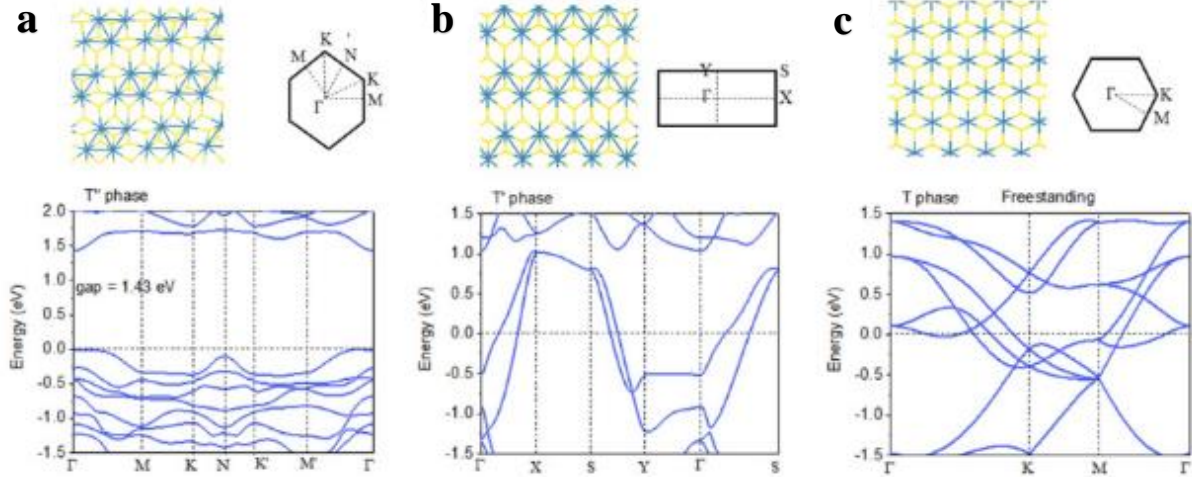 a
K
M
N
K
M
Γ
T" phase
Energy (eV)
2.0
1.5
1.0
0.5
0.0
-0.5
-1.0
-1.5
gap = 1.43 eV
Γ M K N K' M' Γ
b
Y
S
Γ
X
T' phase
Energy (eV)
1.5
1.0
0.5
0.0
-0.5
-1.0
-1.5
Γ X S Y Γ S
c
Γ
K
M
T phase Freestanding
Energy (eV)
1.5
1.0
0.5
0.0
-0.5
-1.0
-1.5
Γ K M Γ